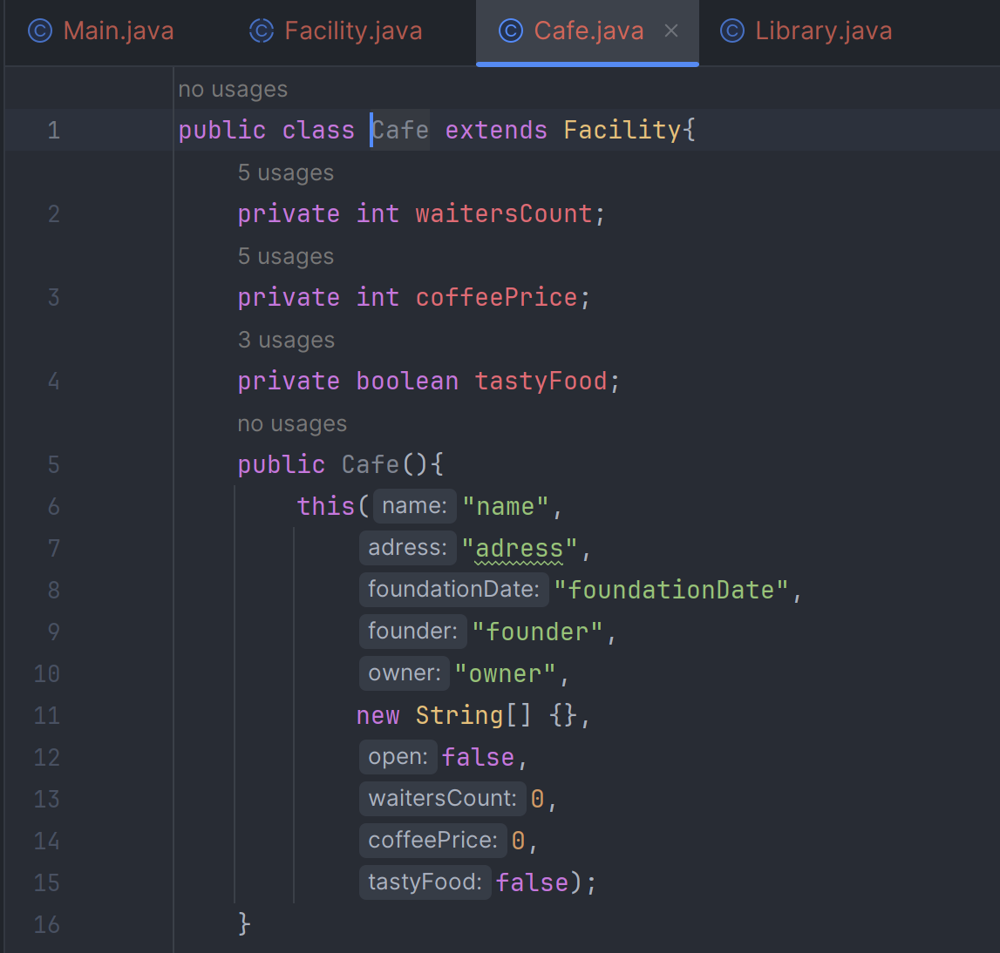 Main.java Facility.java Cafe.java Library.java
no usages
1 public class Cafe extends Facility{
5 usages
2 private int waitersCount;
5 usages
3 private int coffeePrice;
3 usages
4 private boolean tastyFood;
no usages
5 public Cafe(){
6 this( name: "name",
7 adress: "adress",
8 foundationDate: "foundationDate",
9 founder: "founder",
10 owner: "owner",
11 new String[] {},
12 open: false,
13 waitersCount: 0,
14 coffeePrice: 0,
15 tastyFood: false);
16 }